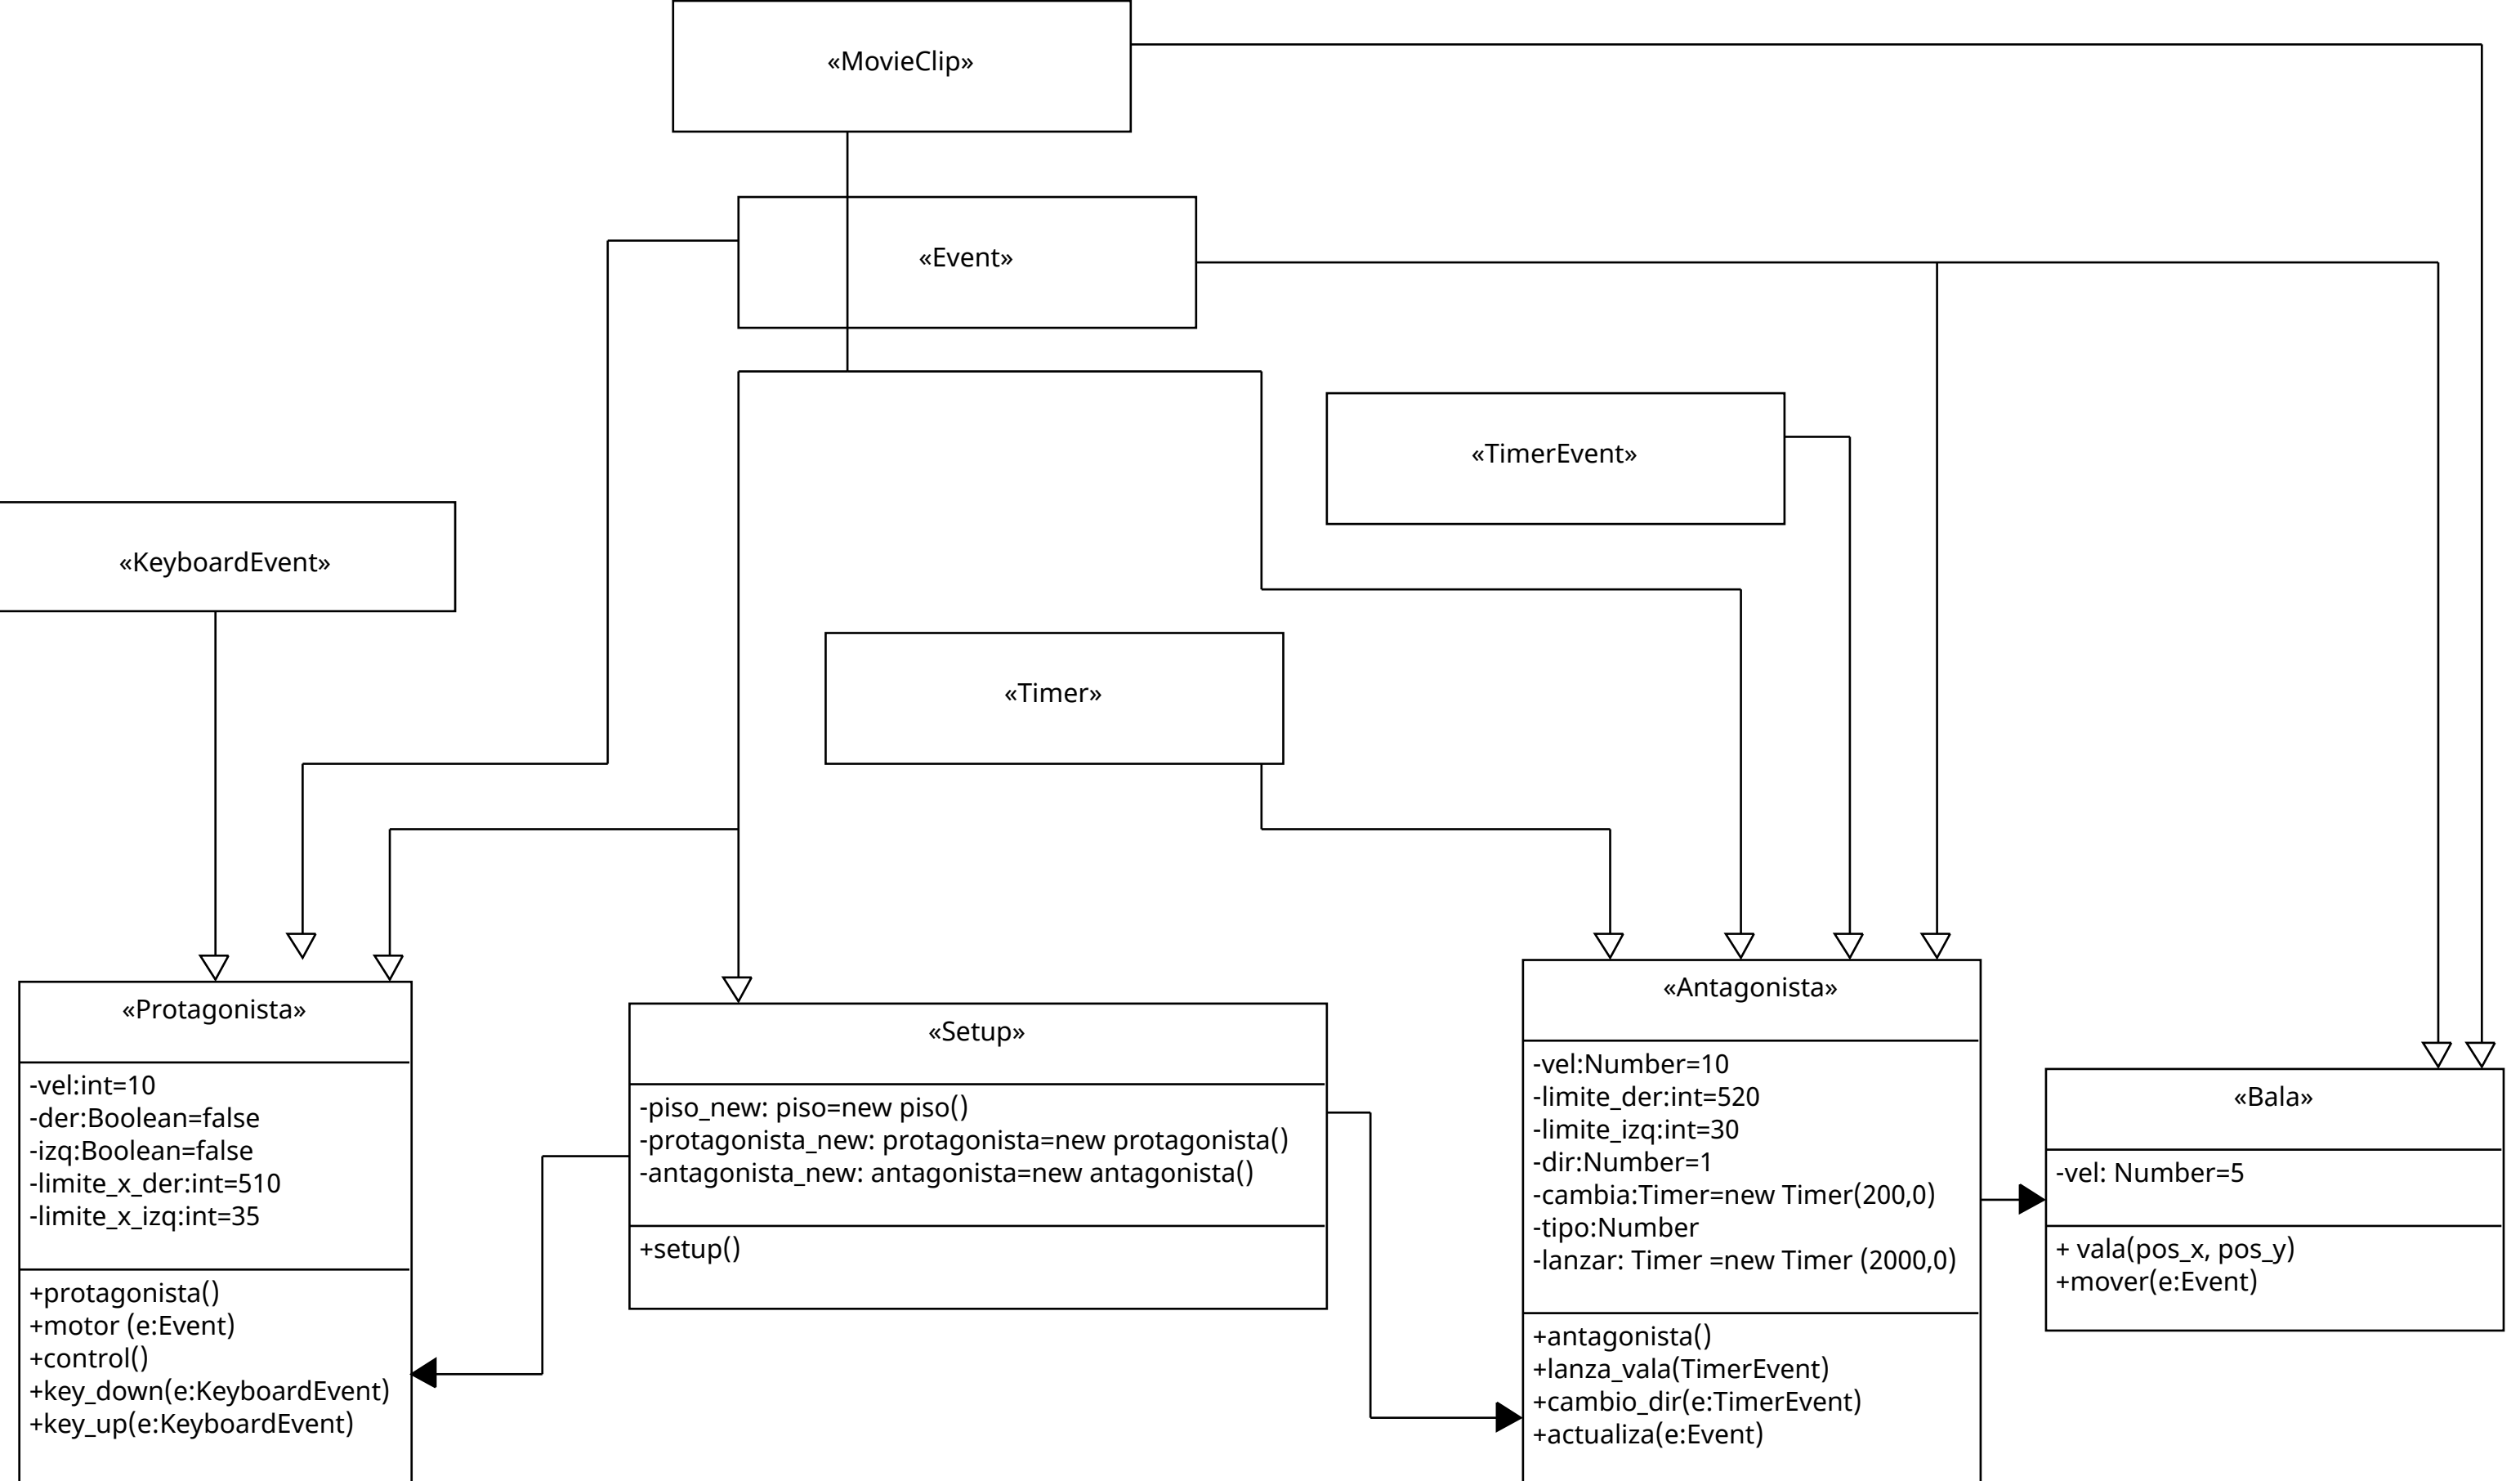 «MovieClip»
«Event»
«TimerEvent»
«KeyboardEvent»
«Timer»
«Protagonista»
-vel:int=10
-der:Boolean=false
-izq:Boolean=false
-limite_x_der:int=510
-limite_x_izq:int=35
+protagonista()
+motor (e:Event)
+control()
+key_down(e:KeyboardEvent)
+key_up(e:KeyboardEvent)
«Setup»
-piso_new: piso=new piso()
-protagonista_new: protagonista=new protagonista()
-antagonista_new: antagonista=new antagonista()
+setup()
«Antagonista»
-vel:Number=10
-limite_der:int=520
-limite_izq:int=30
-dir:Number=1
-cambia:Timer=new Timer(200,0)
-tipo:Number
-lanzar: Timer =new Timer (2000,0)
+antagonista()
+lanza_vala(TimerEvent)
+cambio_dir(e:TimerEvent)
+actualiza(e:Event)
«Bala»
-vel: Number=5
+ vala(pos_x, pos_y)
+mover(e:Event)